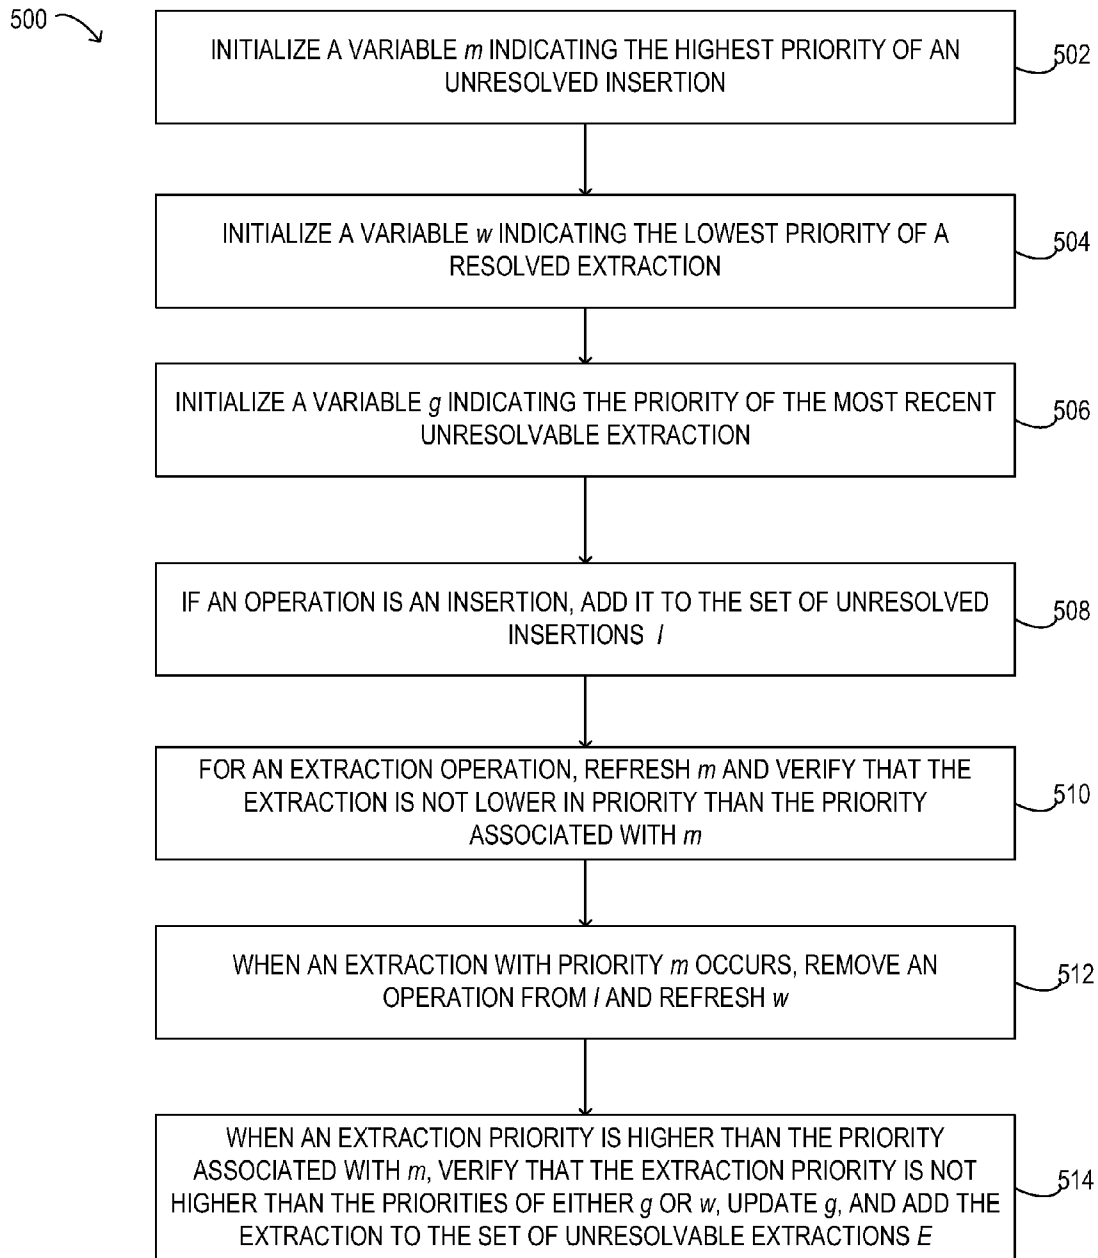 500
INITIALIZE A VARIABLE m INDICATING THE HIGHEST PRIORITY OF AN
UNRESOLVED INSERTION
502
INITIALIZE A VARIABLE w INDICATING THE LOWEST PRIORITY OF A
RESOLVED EXTRACTION
504
INITIALIZE A VARIABLE g INDICATING THE PRIORITY OF THE MOST RECENT
UNRESOLVABLE EXTRACTION
506
IF AN OPERATION IS AN INSERTION, ADD IT TO THE SET OF UNRESOLVED
INSERTIONS I
508
FOR AN EXTRACTION OPERATION, REFRESH m AND VERIFY THAT THE
EXTRACTION IS NOT LOWER IN PRIORITY THAN THE PRIORITY
ASSOCIATED WITH m
510
WHEN AN EXTRACTION WITH PRIORITY m OCCURS, REMOVE AN
OPERATION FROM I AND REFRESH w
512
WHEN AN EXTRACTION PRIORITY IS HIGHER THAN THE PRIORITY
ASSOCIATED WITH m, VERIFY THAT THE EXTRACTION PRIORITY IS NOT
HIGHER THAN THE PRIORITIES OF EITHER g OR w, UPDATE g, AND ADD THE
EXTRACTION TO THE SET OF UNRESOLVABLE EXTRACTIONS E
514